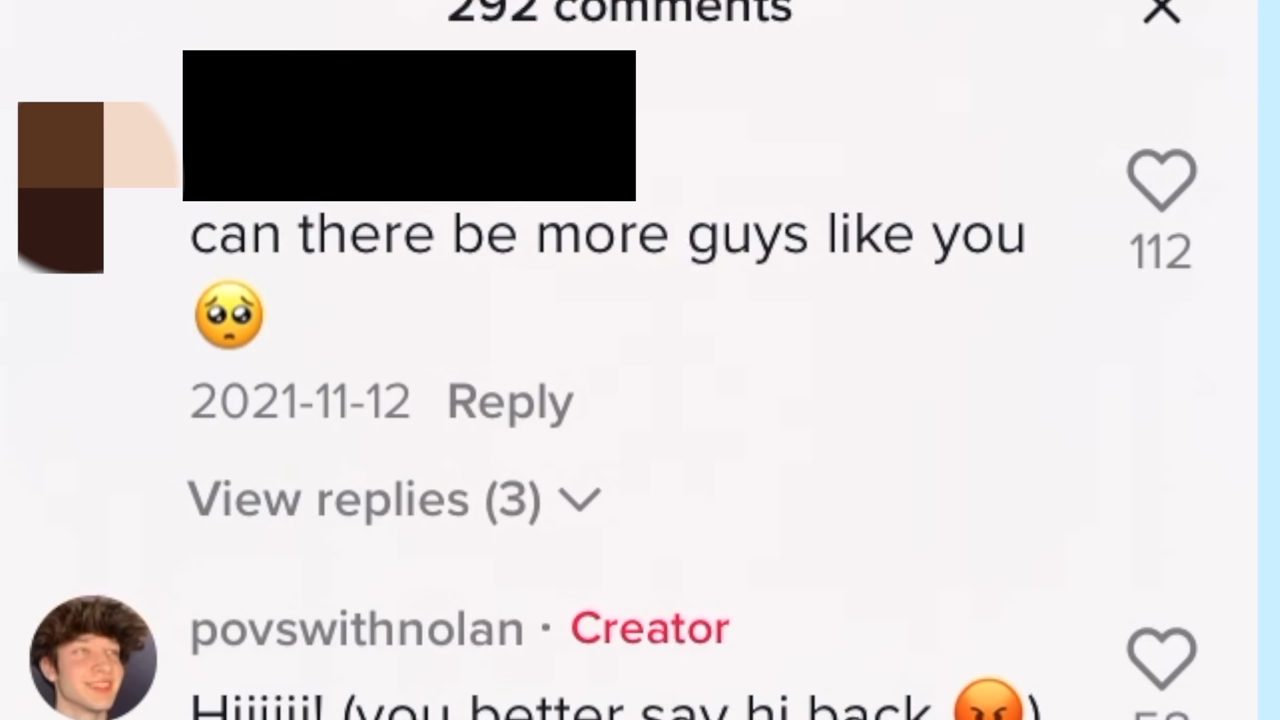 292 comments
can there be more guys like you
🥺
112
2021-11-12 Reply
View replies (3)
povswithnolan · Creator
Hiiiiii! (you better say hi back 😡)